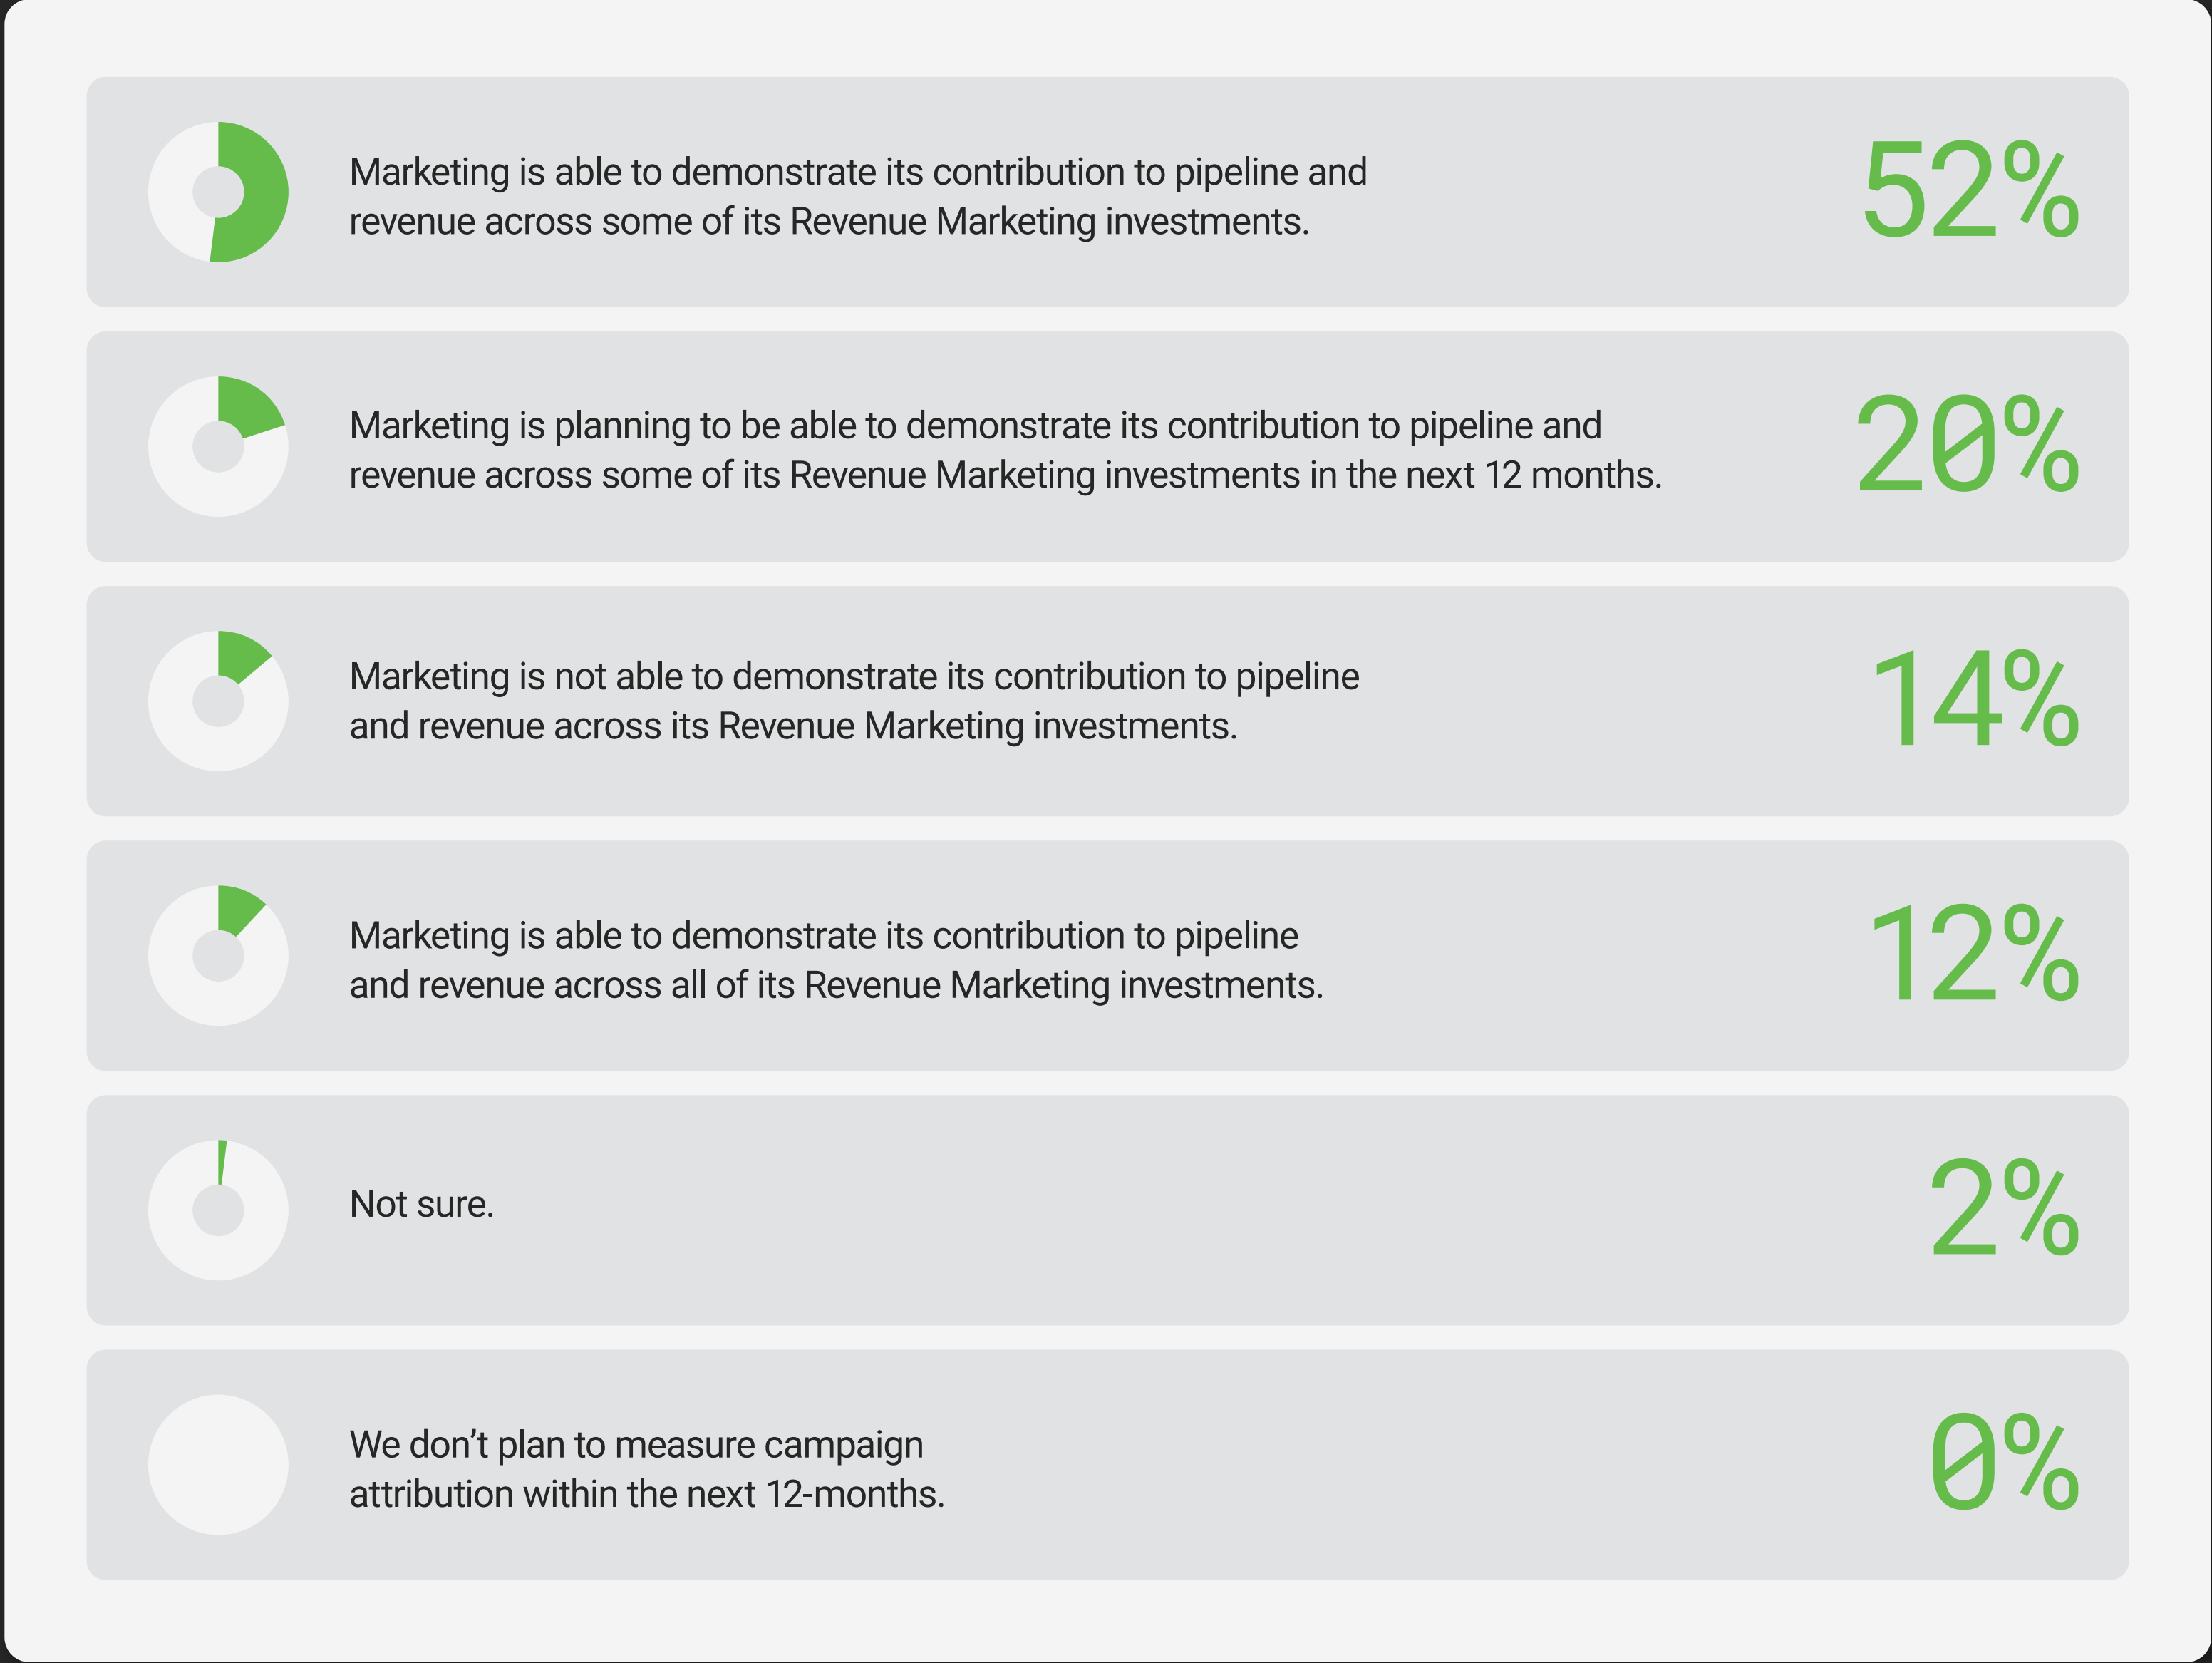 Marketing is able to demonstrate its contribution to pipeline and
revenue across some of its Revenue Marketing investments.
52%
Marketing is planning to be able to demonstrate its contribution to pipeline and
revenue across some of its Revenue Marketing investments in the next 12 months.
20%
Marketing is not able to demonstrate its contribution to pipeline
and revenue across its Revenue Marketing investments.
14%
Marketing is able to demonstrate its contribution to pipeline
and revenue across all of its Revenue Marketing investments.
12%
Not sure.
2%
We don’t plan to measure campaign
attribution within the next 12-months.
0%